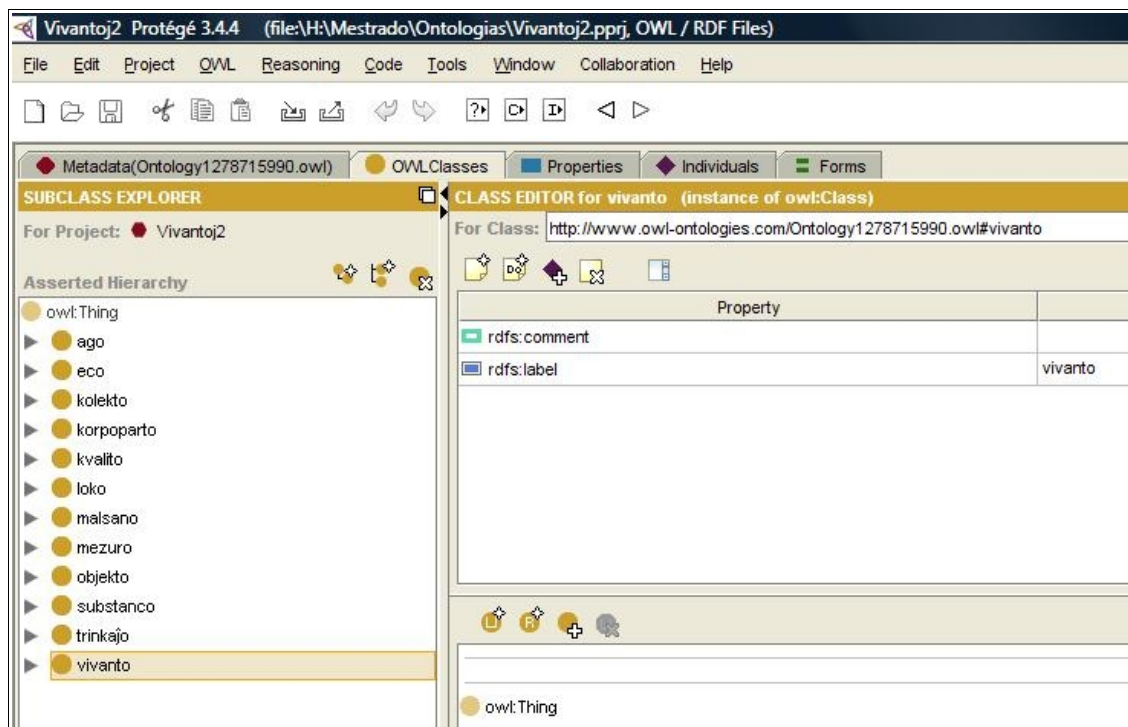 Vivantoj2 Protégé 3.4.4 (file:\H:\Mestrado\Ontologias\Vivantoj2.pprj, OWL / RDF Files)
File Edit Project OWL Reasoning Code Tools Window Collaboration Help
Metadata(Ontology1278715990.owl) OWLClasses Properties Individuals Forms
SUBCLASS EXPLORER
For Project: Vivantoj2
Asserted Hierarchy
owl:Thing
ago
eco
kolekto
korpoparto
kvalito
loko
malsano
mezuro
objekto
substanco
trinkaĵo
vivanto
CLASS EDITOR for vivanto (instance of owl:Class)
For Class: http://www.owl-ontologies.com/Ontology1278715990.owl#vivanto
Property
rdfs:comment
rdfs:label vivanto
owl:Thing